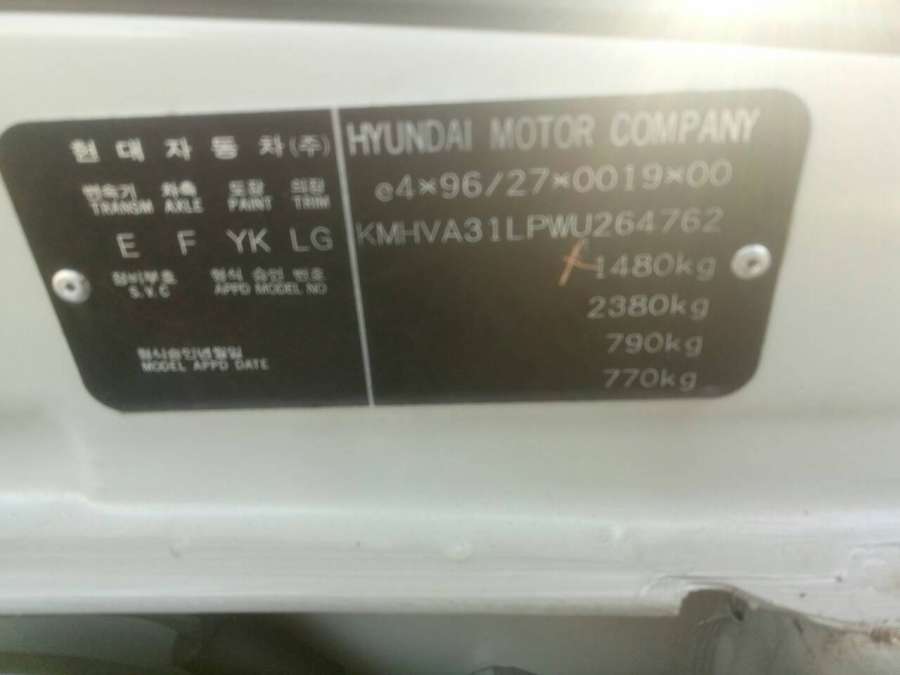 현대자동차(주)
변속기 차축 도장 의장
TRANSM AXLE PAINT TRIM
E F YK LG
장비부호 형식 승인 번호
S.V.C APPD MODEL NO
형식승인년월일
MODEL APPD DATE
HYUNDAI MOTOR COMPANY
e4*96/27*0019*00
KMHVA31LPWU264762
1480kg
2380kg
790kg
770kg